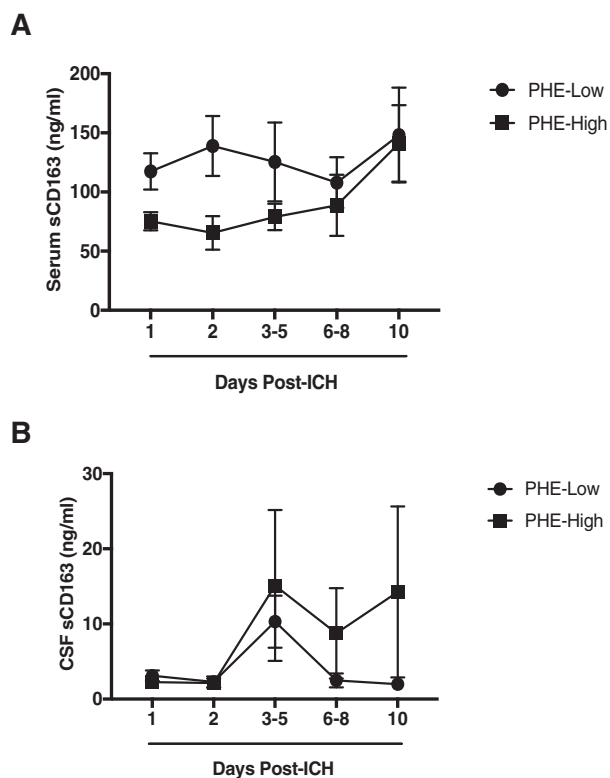 A
Serum sCD163 (ng/ml)
200
150
100
50
0
1 2 3-5 6-8 10
Days Post-ICH
PHE-Low
PHE-High
B
CSF sCD163 (ng/ml)
30
20
10
0
1 2 3-5 6-8 10
Days Post-ICH
PHE-Low
PHE-High